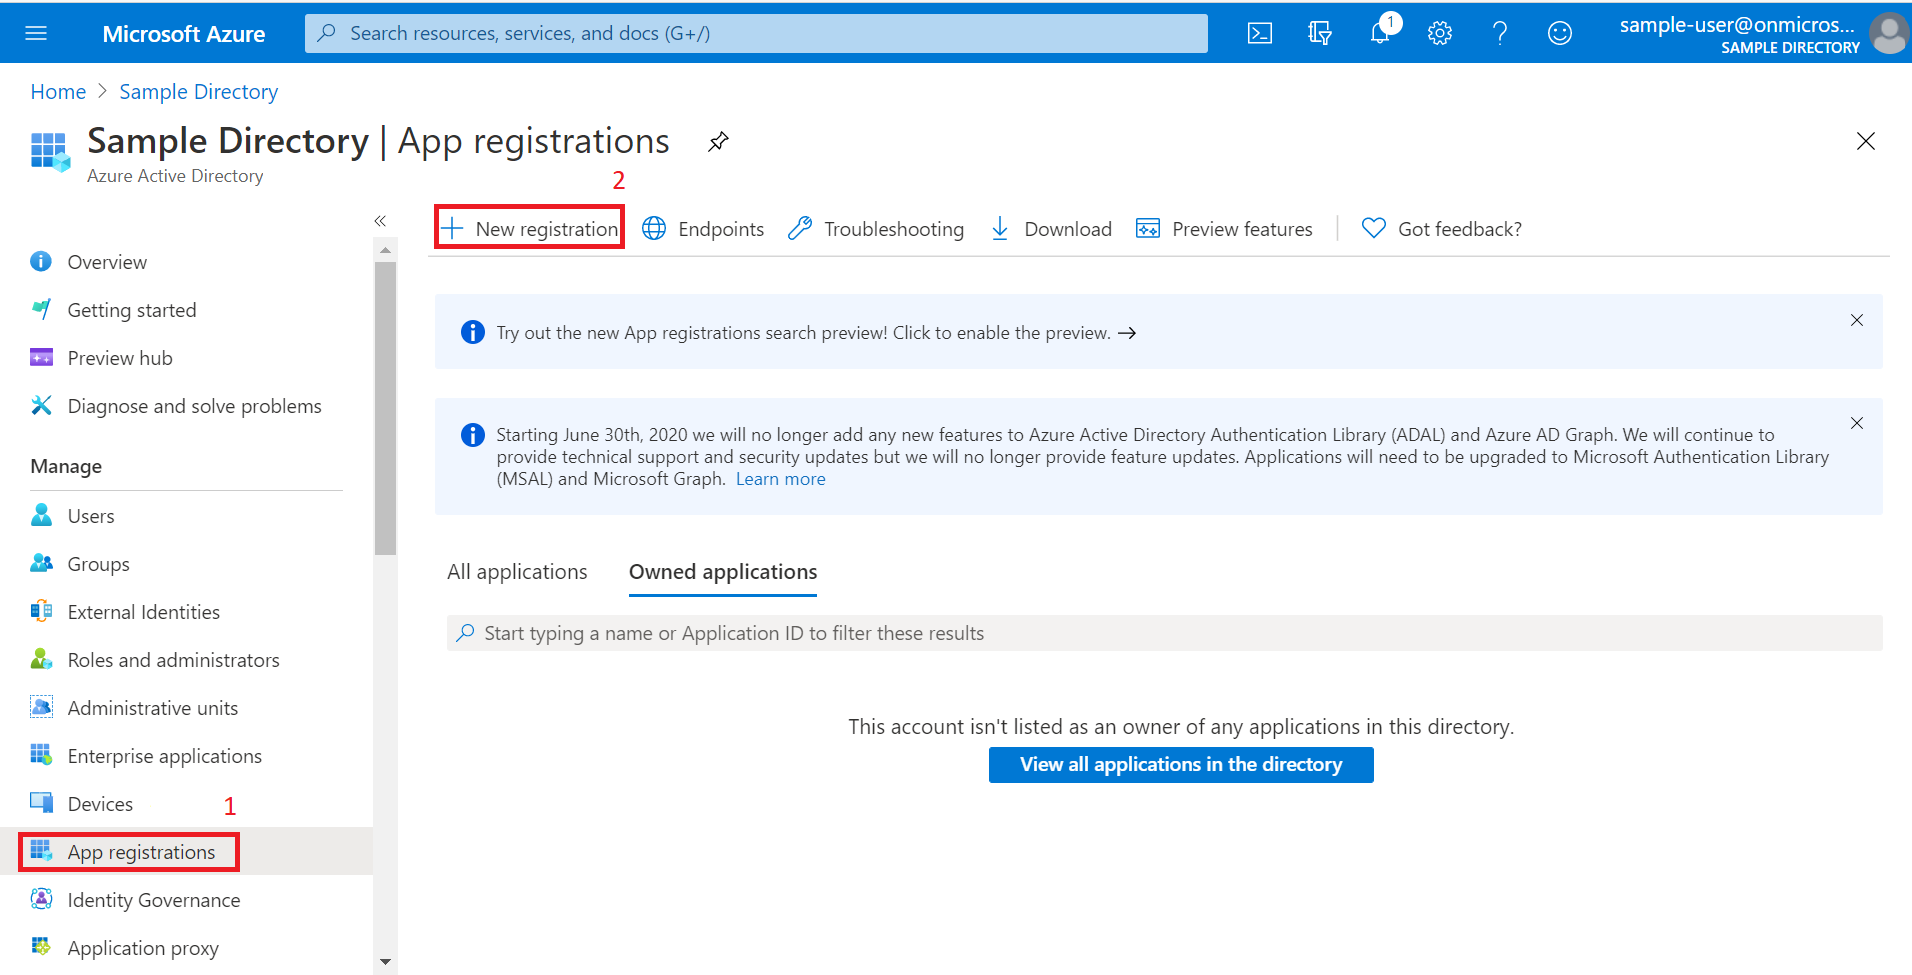 Microsoft Azure
Search resources, services, and docs (G+/)
1
sample-user@onmicros...
SAMPLE DIRECTORY
Home > Sample Directory
Sample Directory | App registrations
Azure Active Directory
2
«
New registration
Endpoints
Troubleshooting
Download
Preview features
Got feedback?
Overview
Getting started
Preview hub
Diagnose and solve problems
Manage
Users
Groups
External Identities
Roles and administrators
Administrative units
Enterprise applications
Devices
1
App registrations
Identity Governance
Application proxy
Try out the new App registrations search preview! Click to enable the preview. →
Starting June 30th, 2020 we will no longer add any new features to Azure Active Directory Authentication Library (ADAL) and Azure AD Graph. We will continue to
provide technical support and security updates but we will no longer provide feature updates. Applications will need to be upgraded to Microsoft Authentication Library
(MSAL) and Microsoft Graph. Learn more
All applications
Owned applications
Start typing a name or Application ID to filter these results
This account isn't listed as an owner of any applications in this directory.
View all applications in the directory